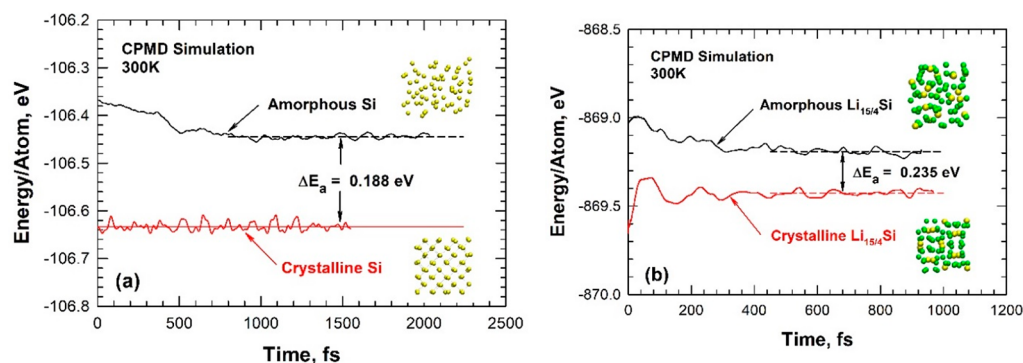 -106.2
-106.3
-106.4
-106.5
-106.6
-106.7
-106.8
Energy/Atom, eV
CPMD Simulation
300K
Amorphous Si
ΔEa = 0.188 eV
Crystalline Si
(a)
0 500 1000 1500 2000 2500
Time, fs
-868.5
-869.0
-869.5
-870.0
Energy/Atom, eV
CPMD Simulation
300K
Amorphous Li15/4Si
ΔEa = 0.235 eV
Crystalline Li15/4Si
(b)
0 200 400 600 800 1000 1200
Time, fs